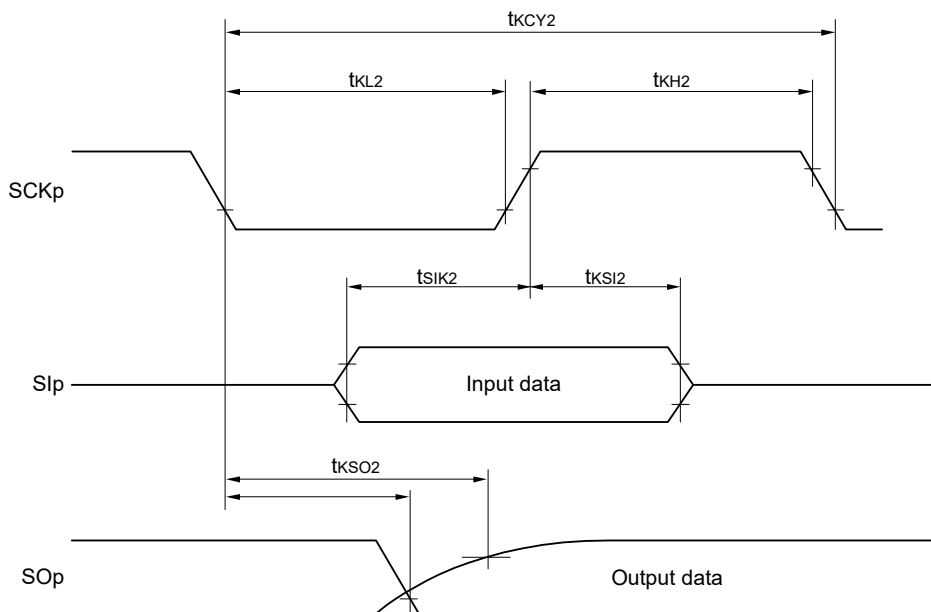 tKCY2
tKL2
tKH2
SCKp
tSIK2
tKSI2
SIp
Input data
tKSO2
SOp
Output data